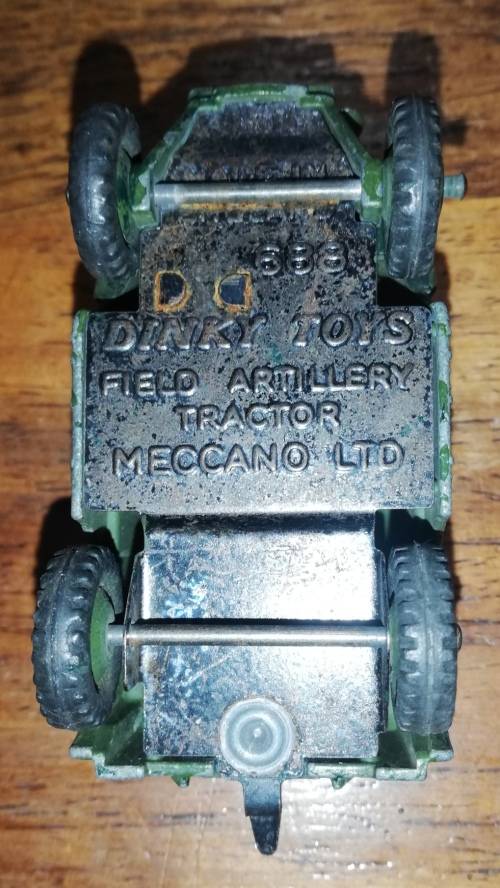 688
DINKY TOYS
FIELD ARTILLERY
TRACTOR
MECCANO LTD